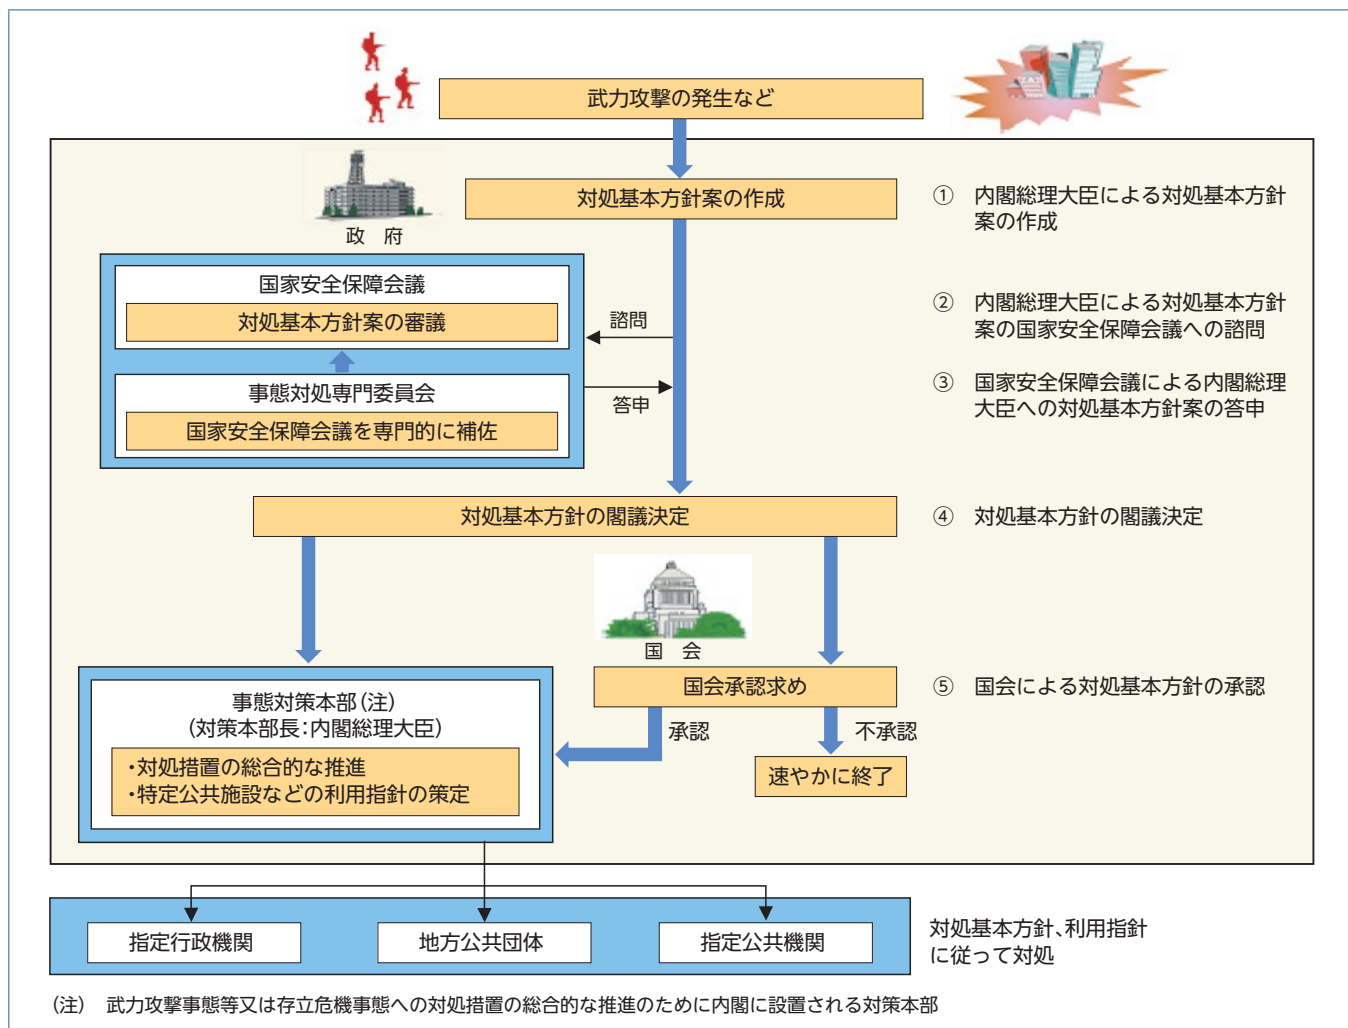 武力攻撃の発生など
政 府
対処基本方針案の作成
① 内閣総理大臣による対処基本方針
案の作成
国家安全保障会議
対処基本方針案の審議
諮問
② 内閣総理大臣による対処基本方針
案の国家安全保障会議への諮問
事態対処専門委員会
国家安全保障会議を専門的に補佐
答申
③ 国家安全保障会議による内閣総理
大臣への対処基本方針案の答申
対処基本方針の閣議決定
④ 対処基本方針の閣議決定
国 会
国会承認求め
⑤ 国会による対処基本方針の承認
承認
不承認
速やかに終了
事態対策本部(注)
(対策本部長:内閣総理大臣)
・対処措置の総合的な推進
・特定公共施設などの利用指針の策定
指定行政機関
地方公共団体
指定公共機関
対処基本方針、利用指針
に従って対処
(注) 武力攻撃事態等又は存立危機事態への対処措置の総合的な推進のために内閣に設置される対策本部